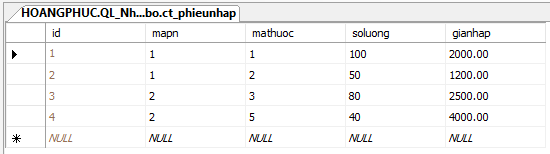 HOANGPHUC.QL_Nh...bo.ct_phieunhap
id mapn mathuoc soluong gianhap
1 1 1 100 2000.00
2 1 2 50 1200.00
3 2 3 80 2500.00
4 2 5 40 4000.00
NULL NULL NULL NULL NULL